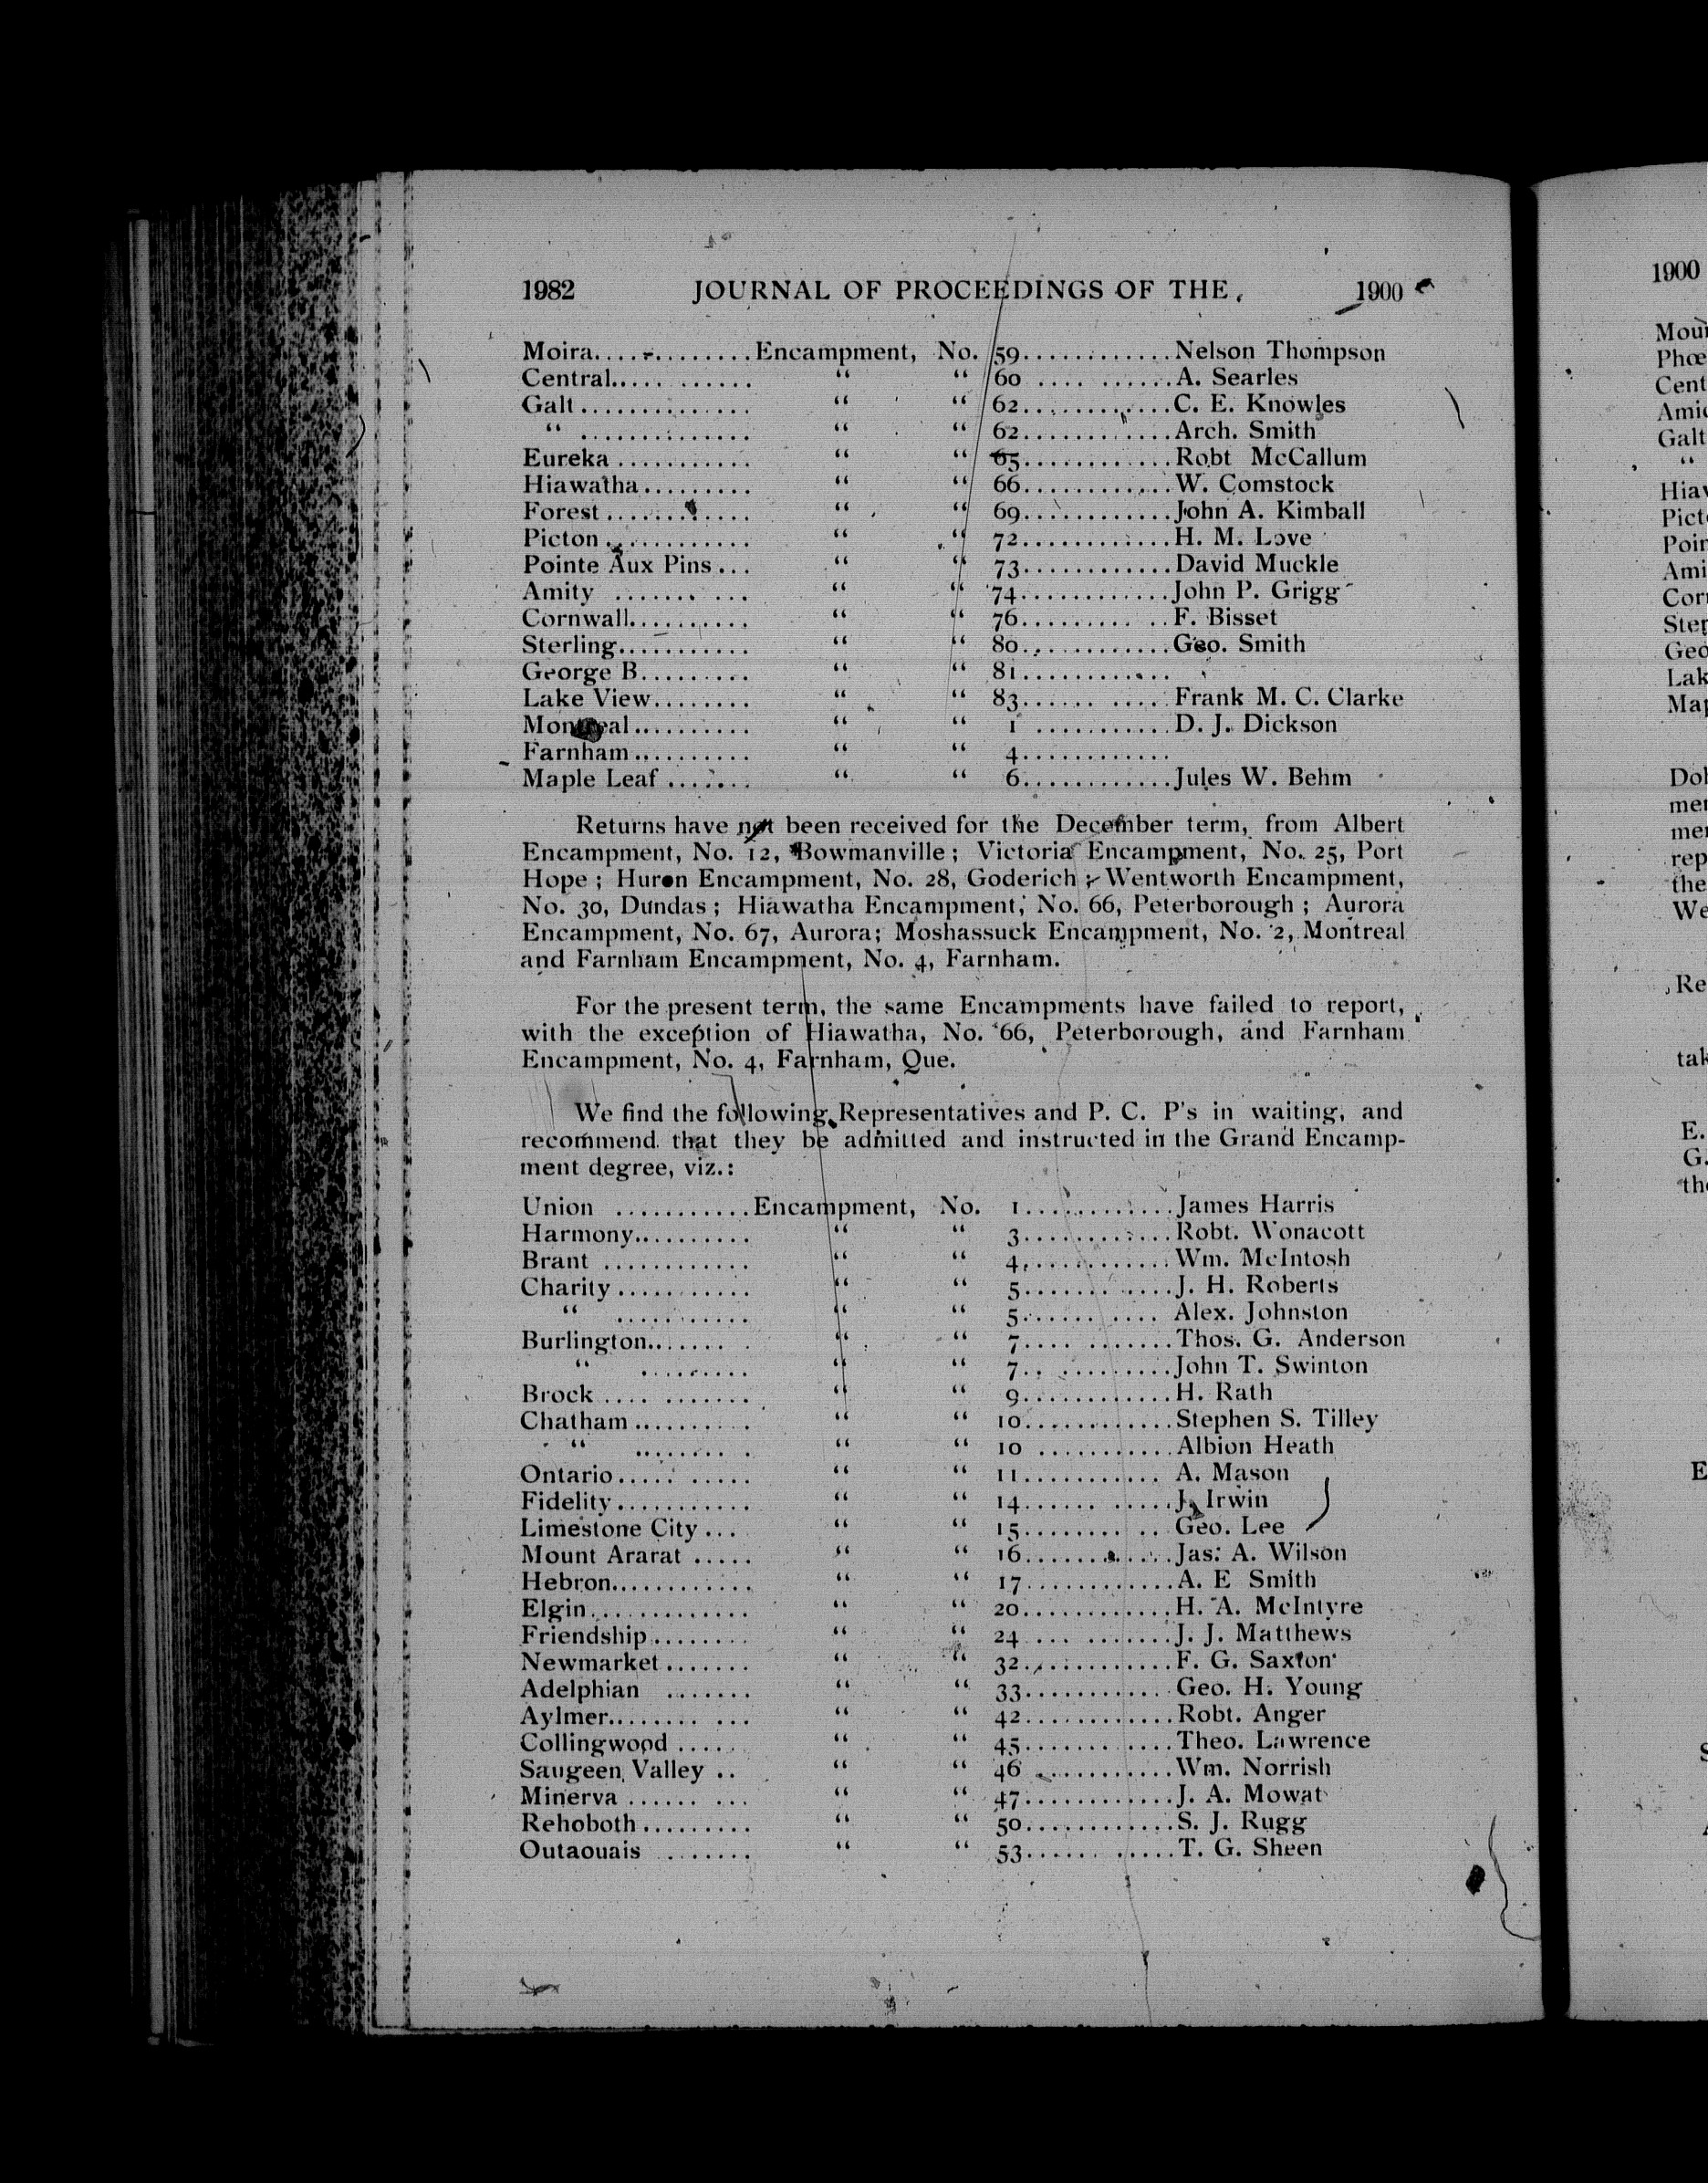 1982 JOURNAL OF PROCEEDINGS OF THE 1900
Moira.............Encampment, No. 59............Nelson Thompson
Central........... “ “ 60 .... ..........A. Searles
Galt.............. “ “ 62............C. E. Knowles
“ .............. “ “ 62............Arch. Smith
Eureka ........... “ “ 65............Robt McCallum
Hiawatha......... “ “ 66............W. Comstock
Forest............ “ “ 69............John A. Kimball
Picton............ “ “ 72............H. M. Love
Pointe Aux Pins... “ “ 73............David Muckle
Amity ....... ... “ “ 74............John P. Grigg
Cornwall.......... “ “ 76.......... ..F. Bisset
Sterling........... “ “ 80............Geo. Smith
George B......... “ “ 81............
Lake View........ “ “ 83...... ......Frank M. C. Clarke
Montreal.......... “ “ 1 ...........D. J. Dickson
Farnham.......... “ “ 4............
Maple Leaf ....... “ “ 6............Jules W. Behm
Returns have not been received for the December term, from Albert
Encampment, No. 12, Bowmanville; Victoria Encampment, No. 25, Port
Hope ; Huron Encampment, No. 28, Goderich ; Wentworth Encampment,
No. 30, Dundas ; Hiawatha Encampment, No. 66, Peterborough ; Aurora
Encampment, No. 67, Aurora; Moshassuck Encampment, No. 2, Montreal
and Farnham Encampment, No. 4, Farnham.
For the present term, the same Encampments have failed to report,
with the exception of Hiawatha, No. 66, Peterborough, and Farnham
Encampment, No. 4, Farnham, Que.
We find the following Representatives and P. C. P's in waiting, and
recommend that they be admitted and instructed in the Grand Encamp-
ment degree, viz.:
Union ...........Encampment, No. 1............James Harris
Harmony.......... “ “ 3............Robt. Wonacott
Brant ............ “ “ 4............Wm. McIntosh
Charity........... “ “ 5....... ....J. H. Roberts
“ ........... “ “ 5....... .... Alex. Johnston
Burlington....... . “ “ 7.... .......Thos. G. Anderson
“ ......... “ “ 7.. .........John T. Swinton
Brock .... ....... “ “ 9............H. Rath
Chatham .......... “ “ 10............Stephen S. Tilley
“ ........ . “ “ 10 ...........Albion Heath
Ontario..... ..... “ “ 11........... A. Mason
Fidelity........... “ “ 14...... .....J. Irwin
Limestone City... “ “ 15........ .. Geo. Lee
Mount Ararat ..... “ “ 16............Jas. A. Wilson
Hebron............ “ “ 17............A. E Smith
Elgin............. “ “ 20............H. A. McIntyre
Friendship........ “ “ 24 ... .......J. J. Matthews
Newmarket....... “ “ 32............F. G. Saxton
Adelphian ....... “ “ 33............Geo. H. Young
Aylmer........ ... “ “ 42............Robt. Anger
Collingwood ..... “ “ 45............Theo. Lawrence
Saugeen Valley .. “ “ 46 ...........Wm. Norrish
Minerva ...... ... “ “ 47............J. A. Mowat
Rehoboth......... “ “ 50............S. J. Rugg
Outaouais ....... “ “ 53...... .....T. G. Sheen
1900